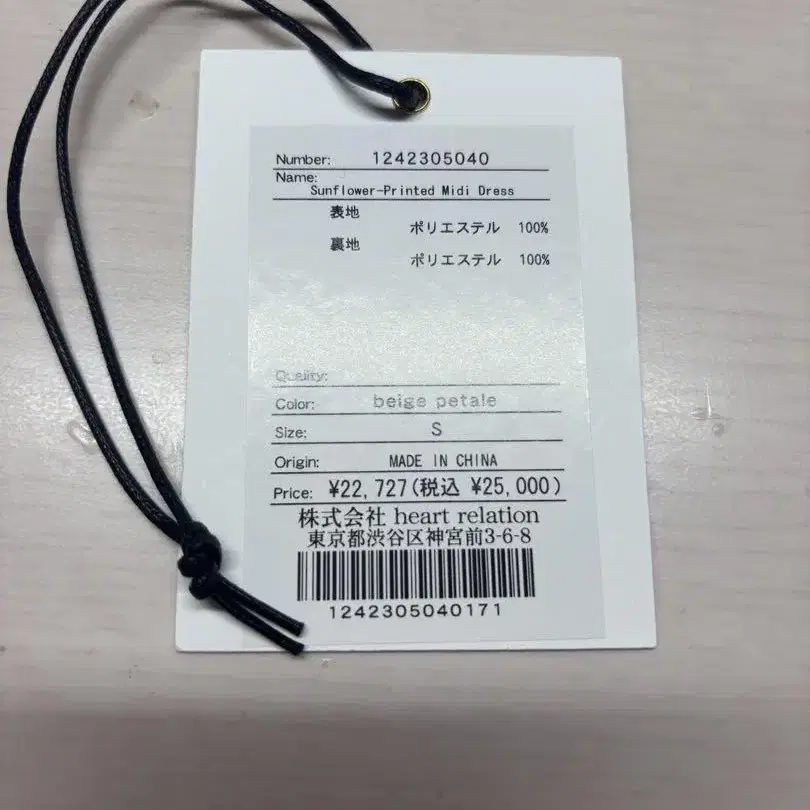 Number: 1242305040
Name:
Sunflower-Printed Midi Dress
表地
ポリエステル 100%
裏地
ポリエステル 100%
Quality:
Color: beige petale
Size: S
Origin: MADE IN CHINA
Price: ¥22,727(税込 ¥25,000)
株式会社 heart relation
東京都渋谷区神宮前3-6-8
1242305040171